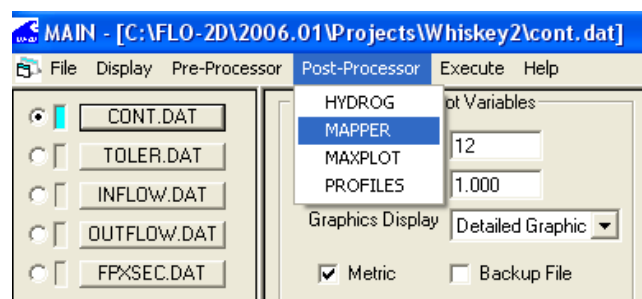 MAIN - [C:\FLO-2D\2006.01\Projects\Whiskey2\cont.dat]
File Display Pre-Processor Post-Processor Execute Help
HYDROG
MAPPER
MAXPLOT
PROFILES
ot Variables
CONT.DAT
12
TOLER.DAT
1.000
INFLOW.DAT
Graphics Display Detailed Graphic
OUTFLOW.DAT
FPXSEC.DAT
Metric Backup File